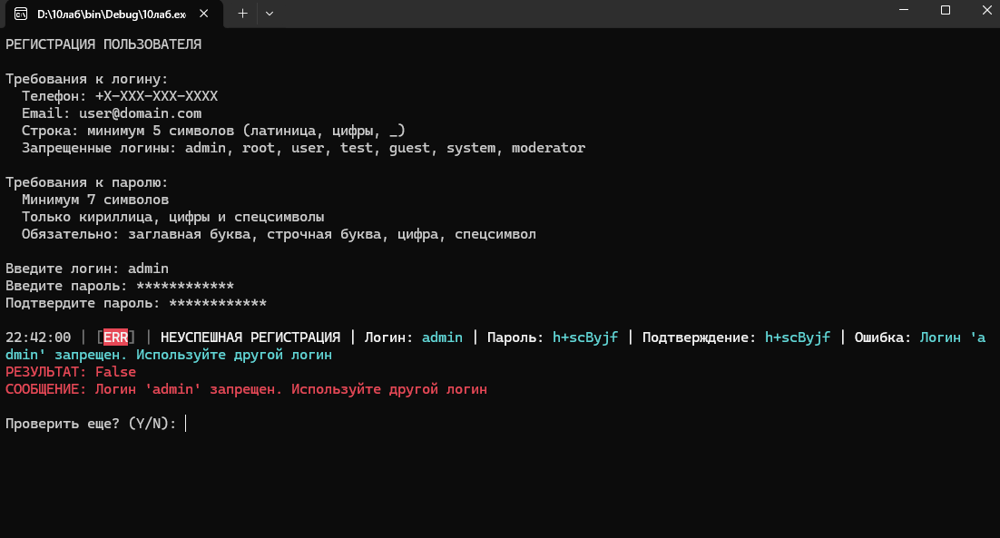 D:\10лаб\bin\Debug\10лаб.ex
РЕГИСТРАЦИЯ ПОЛЬЗОВАТЕЛЯ
Требования к логину:
Телефон: +X-XXX-XXX-XXXX
Email: user@domain.com
Строка: минимум 5 символов (латиница, цифры, _)
Запрещенные логины: admin, root, user, test, guest, system, moderator
Требования к паролю:
Минимум 7 символов
Только кириллица, цифры и спецсимволы
Обязательно: заглавная буква, строчная буква, цифра, спецсимвол
Введите логин: admin
Введите пароль: ************
Подтвердите пароль: ************
22:42:00 | [ERR] | НЕУСПЕШНАЯ РЕГИСТРАЦИЯ | Логин: admin | Пароль: h+scByjf | Подтверждение: h+scByjf | Ошибка: Логин 'a
dmin' запрещен. Используйте другой логин
РЕЗУЛЬТАТ: False
СООБЩЕНИЕ: Логин 'admin' запрещен. Используйте другой логин
Проверить еще? (Y/N):